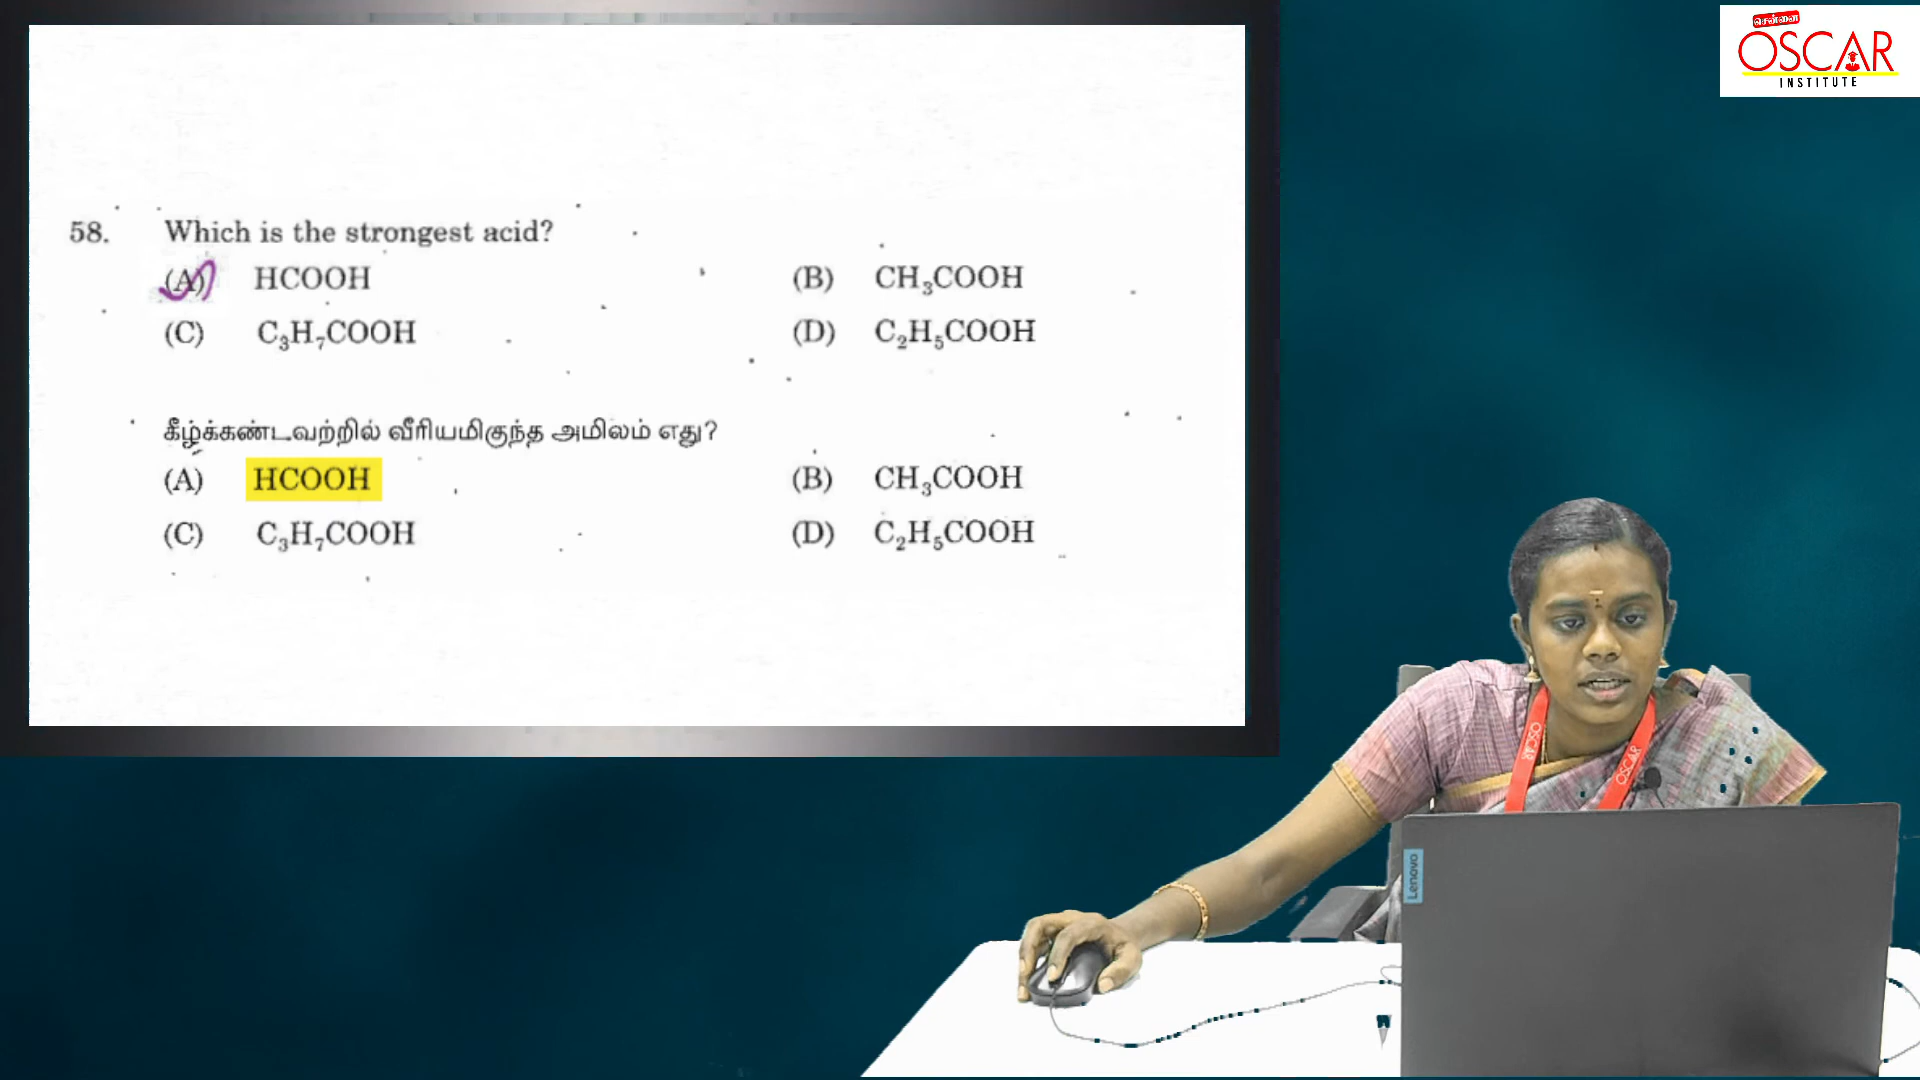 58. Which is the strongest acid?
(A) HCOOH (B) CH₃COOH
(C) C₃H₇COOH (D) C₂H₅COOH
கீழ்க்கண்டவற்றில் வீரியமிகுந்த அமிலம் எது?
(A) HCOOH (B) CH₃COOH
(C) C₃H₇COOH (D) C₂H₅COOH
சென்னை
OSCAR
INSTITUTE
OSCAR
OSCAR
Lenovo